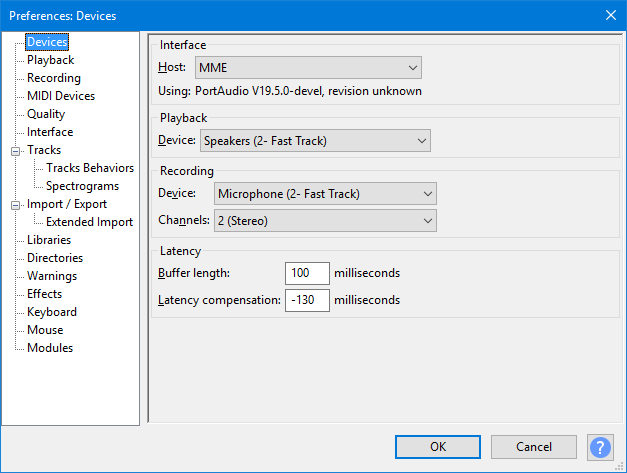 Preferences: Devices
Devices
Playback
Recording
MIDI Devices
Quality
Interface
Tracks
Tracks Behaviors
Spectrograms
Import / Export
Extended Import
Libraries
Directories
Warnings
Effects
Keyboard
Mouse
Modules
Interface
Host: MME
Using: PortAudio V19.5.0-devel, revision unknown
Playback
Device: Speakers (2- Fast Track)
Recording
Device: Microphone (2- Fast Track)
Channels: 2 (Stereo)
Latency
Buffer length: 100 milliseconds
Latency compensation: -130 milliseconds
OK Cancel ?